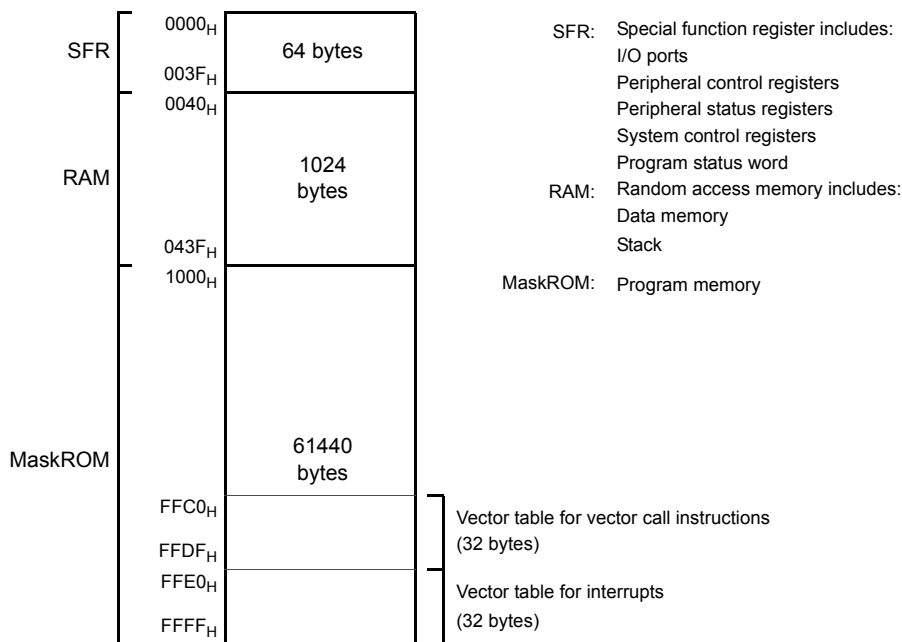 SFR
0000H
64 bytes
003FH
RAM
0040H
1024
bytes
043FH
MaskROM
1000H
61440
bytes
FFC0H
FFDFH
FFE0H
FFFFH
Vector table for vector call instructions
(32 bytes)
Vector table for interrupts
(32 bytes)
SFR: Special function register includes:
I/O ports
Peripheral control registers
Peripheral status registers
System control registers
Program status word
RAM: Random access memory includes:
Data memory
Stack
MaskROM: Program memory